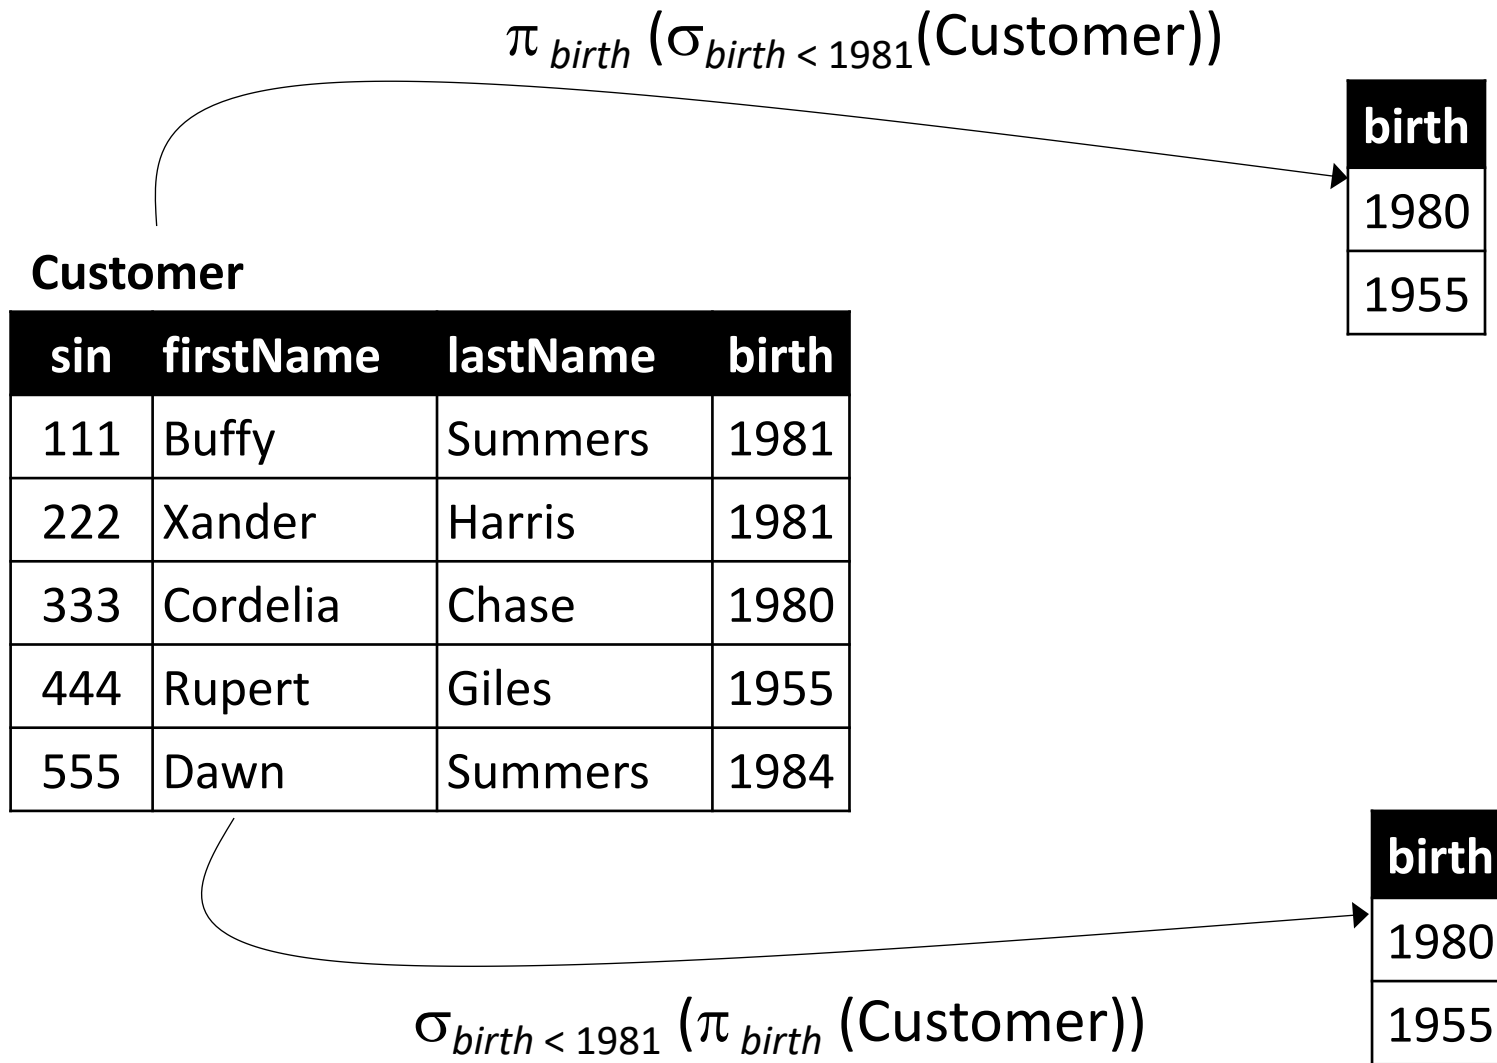 π birth (σbirth < 1981(Customer))
birth
1980
1955
Customer
sin firstName lastName birth
111 Buffy Summers 1981
222 Xander Harris 1981
333 Cordelia Chase 1980
444 Rupert Giles 1955
555 Dawn Summers 1984
birth
1980
1955
σbirth < 1981 (π birth (Customer))